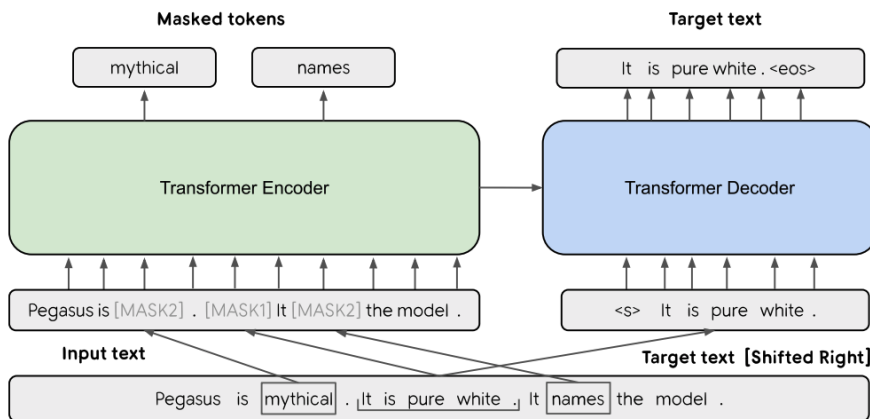 Masked tokens
Target text
mythical
names
It is pure white . <eos>
Transformer Encoder
Transformer Decoder
Pegasus is [MASK2] . [MASK1] It [MASK2] the model .
<s> It is pure white .
Input text
Target text [Shifted Right]
Pegasus is mythical . It is pure white . It names the model .